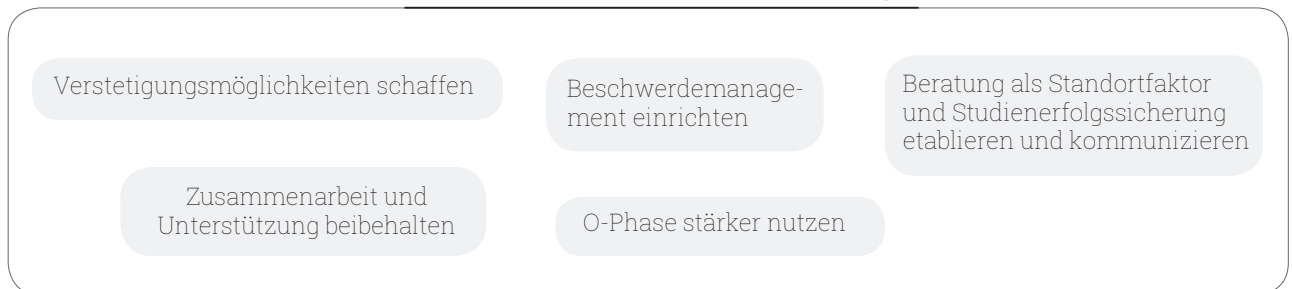 Verstetigungsmöglichkeiten schaffen
Beschwerdemanage-
ment einrichten
Beratung als Standortfaktor
und Studienerfolgssicherung
etablieren und kommunizieren
Zusammenarbeit und
Unterstützung beibehalten
O-Phase stärker nutzen